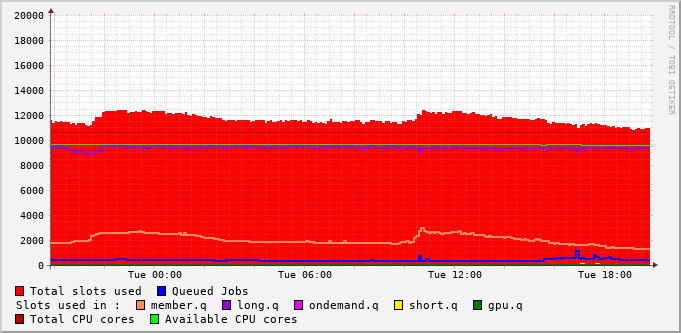 20000
18000
16000
14000
12000
10000
8000
6000
4000
2000
0
Tue 00:00 Tue 06:00 Tue 12:00 Tue 18:00
RRDTOOL / TOBI OETIKER
Total slots used Queued Jobs
Slots used in : member.q long.q ondemand.q short.q gpu.q
Total CPU cores Available CPU cores